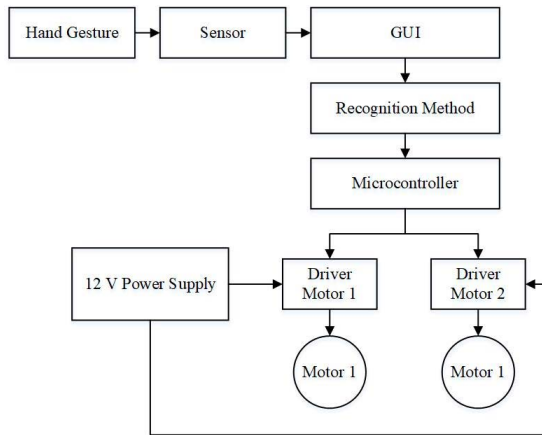 Hand Gesture
Sensor
GUI
Recognition Method
Microcontroller
12 V Power Supply
Driver
Motor 1
Driver
Motor 2
Motor 1
Motor 1